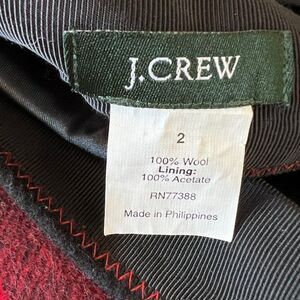 J.CREW
2
100% Wool
Lining:
100% Acetate
RN77388
Made in Philippines